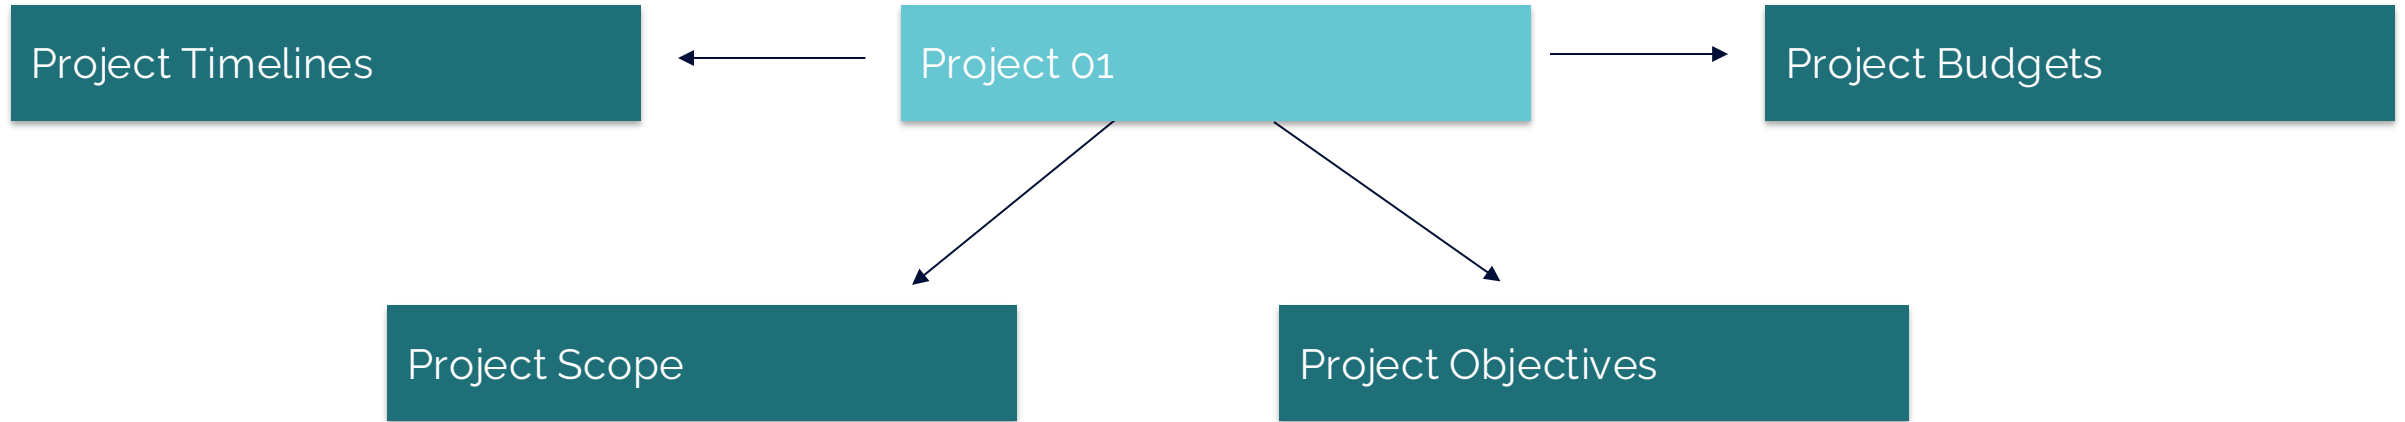 Project Timelines
Project 01
Project Budgets
Project Scope
Project Objectives